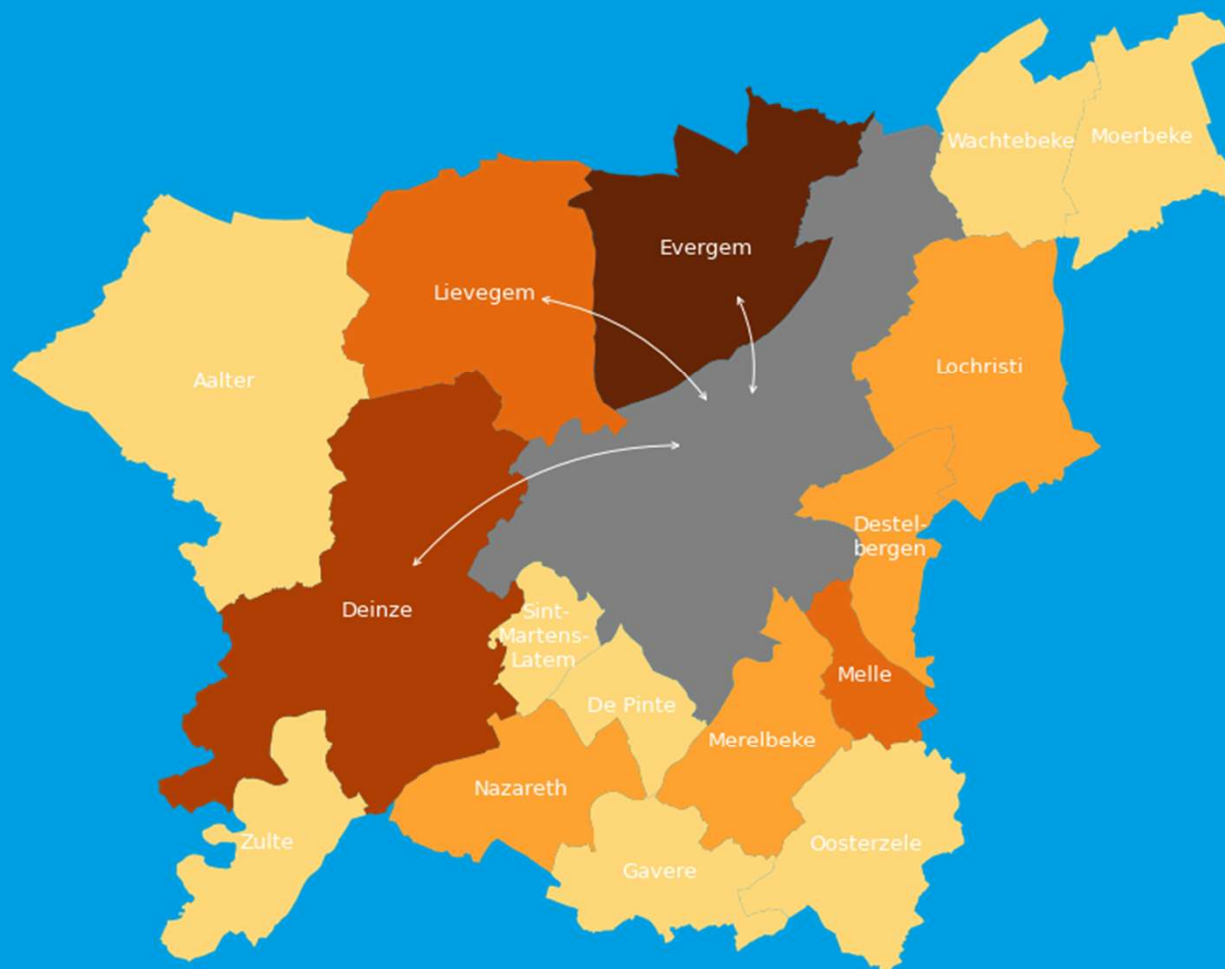 Wachtebeke
Moerbeke
Evergem
Lievegem
Lochristi
Aalter
Destel-
bergen
Deinze
Sint-
Martens-
Latem
Melle
De Pinte
Merelbeke
Nazareth
Zulte
Oosterzele
Gavere